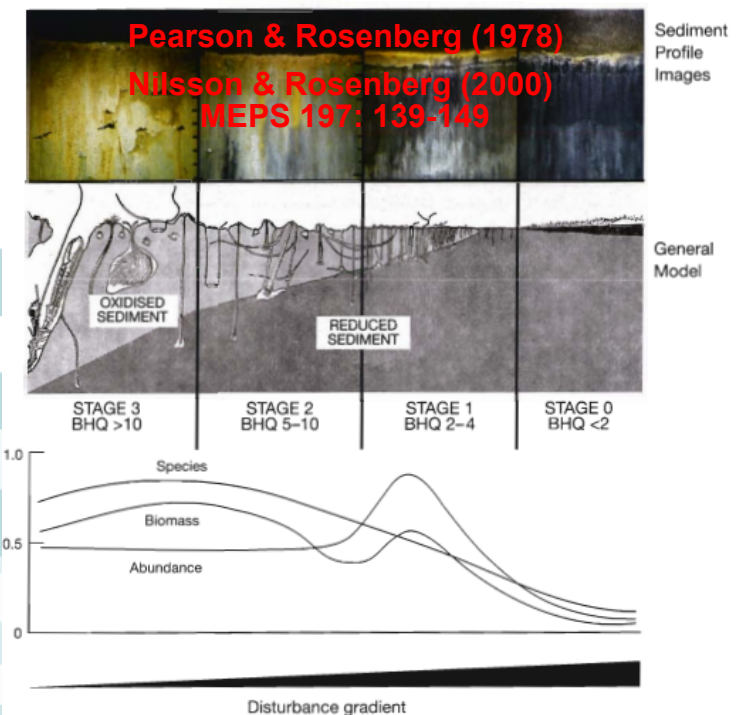 Pearson & Rosenberg (1978)
Nilsson & Rosenberg (2000)
MEPS 197: 139-149
Sediment
Profile
Images
General
Model
OXIDISED
SEDIMENT
REDUCED
SEDIMENT
STAGE 3
BHQ >10
STAGE 2
BHQ 5–10
STAGE 1
BHQ 2–4
STAGE 0
BHQ <2
1.0
0.5
0
Species
Biomass
Abundance
Disturbance gradient